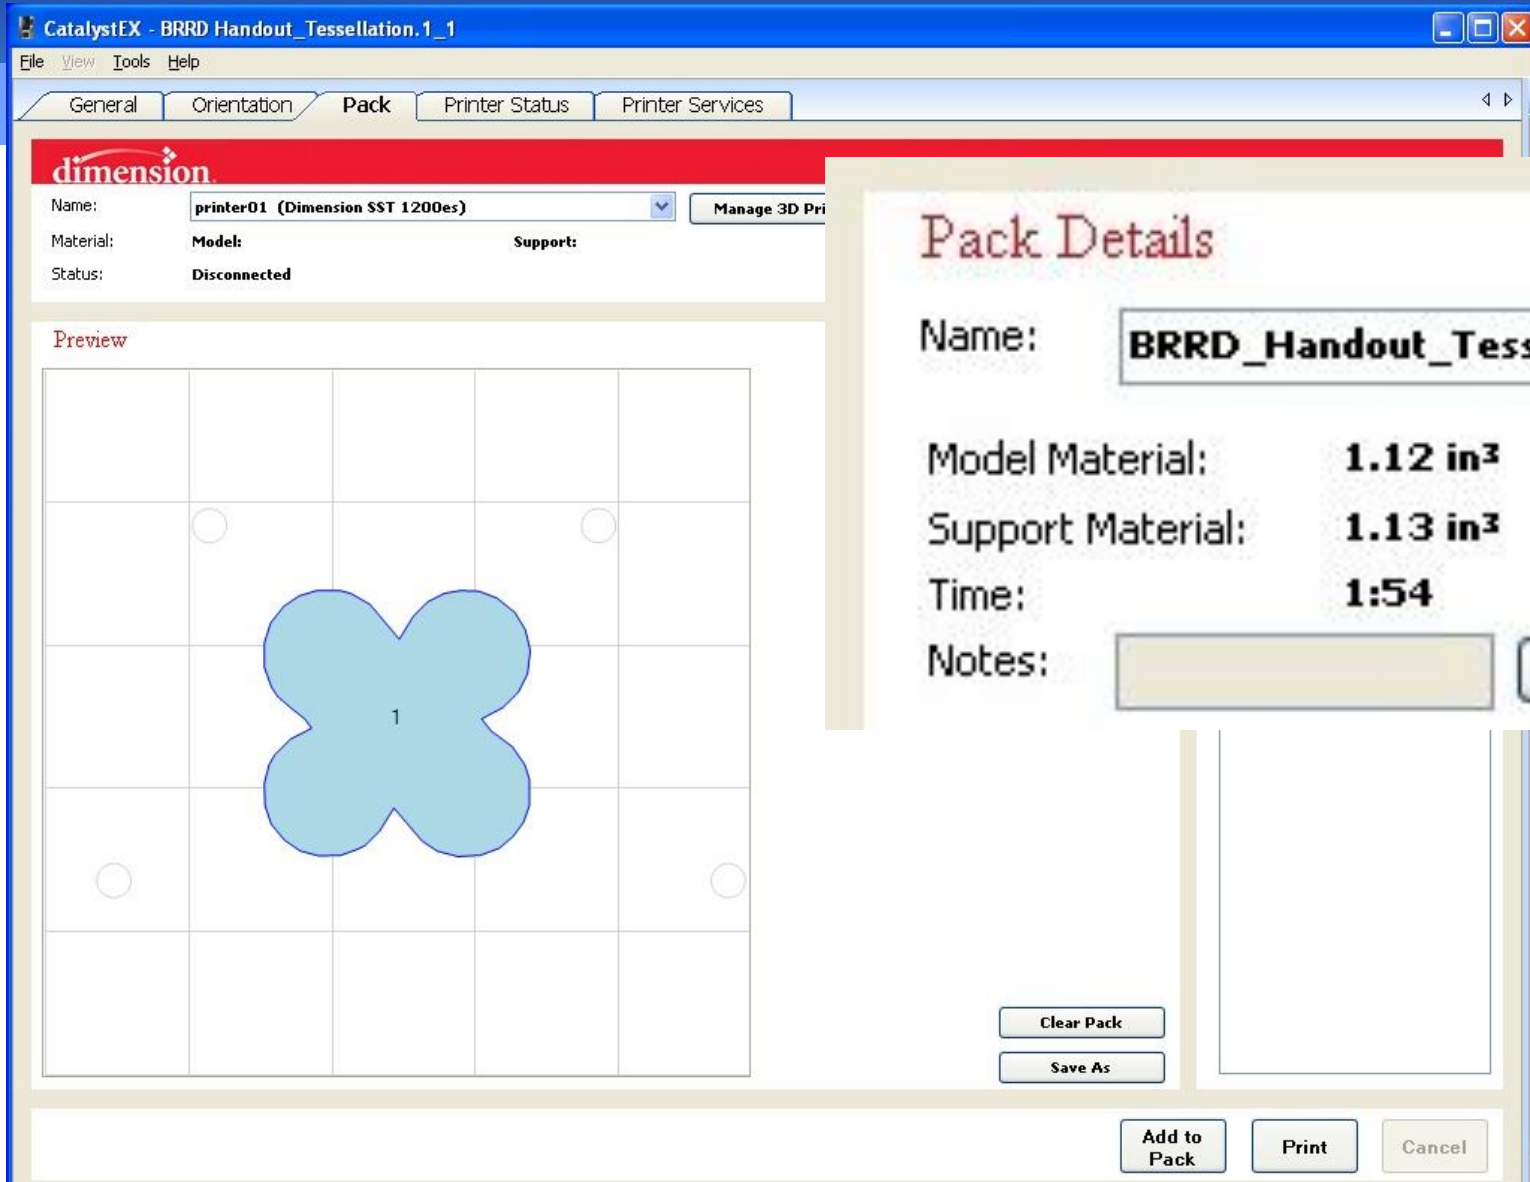 CatalystEX - BRRD Handout_Tessellation.1_1
File View Tools Help
General Orientation Pack Printer Status Printer Services
dimension.
Name: printer01 (Dimension SST 1200es) Manage 3D Pri
Material: Model: Support:
Status: Disconnected
Pack Details
Name: BRRD_Handout_Tess
Model Material: 1.12 in³
Support Material: 1.13 in³
Time: 1:54
Notes:
Preview
1
Clear Pack
Save As
Add to
Pack
Print
Cancel